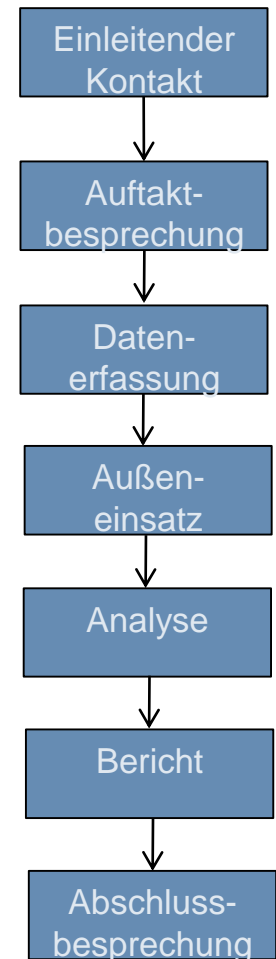 Einleitender
Kontakt
Auftakt-
besprechung
Daten-
erfassung
Außen-
einsatz
Analyse
Bericht
Abschluss-
besprechung